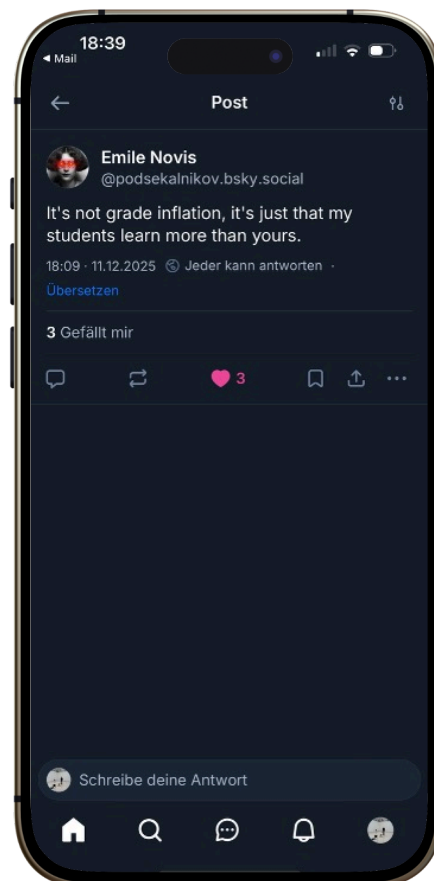 18:39
◀ Mail
Post
Emile Novis
@podsekalnikov.bsky.social
It's not grade inflation, it's just that my
students learn more than yours.
18:09 · 11.12.2025 Jeder kann antworten ·
Übersetzen
3 Gefällt mir
3
Schreibe deine Antwort